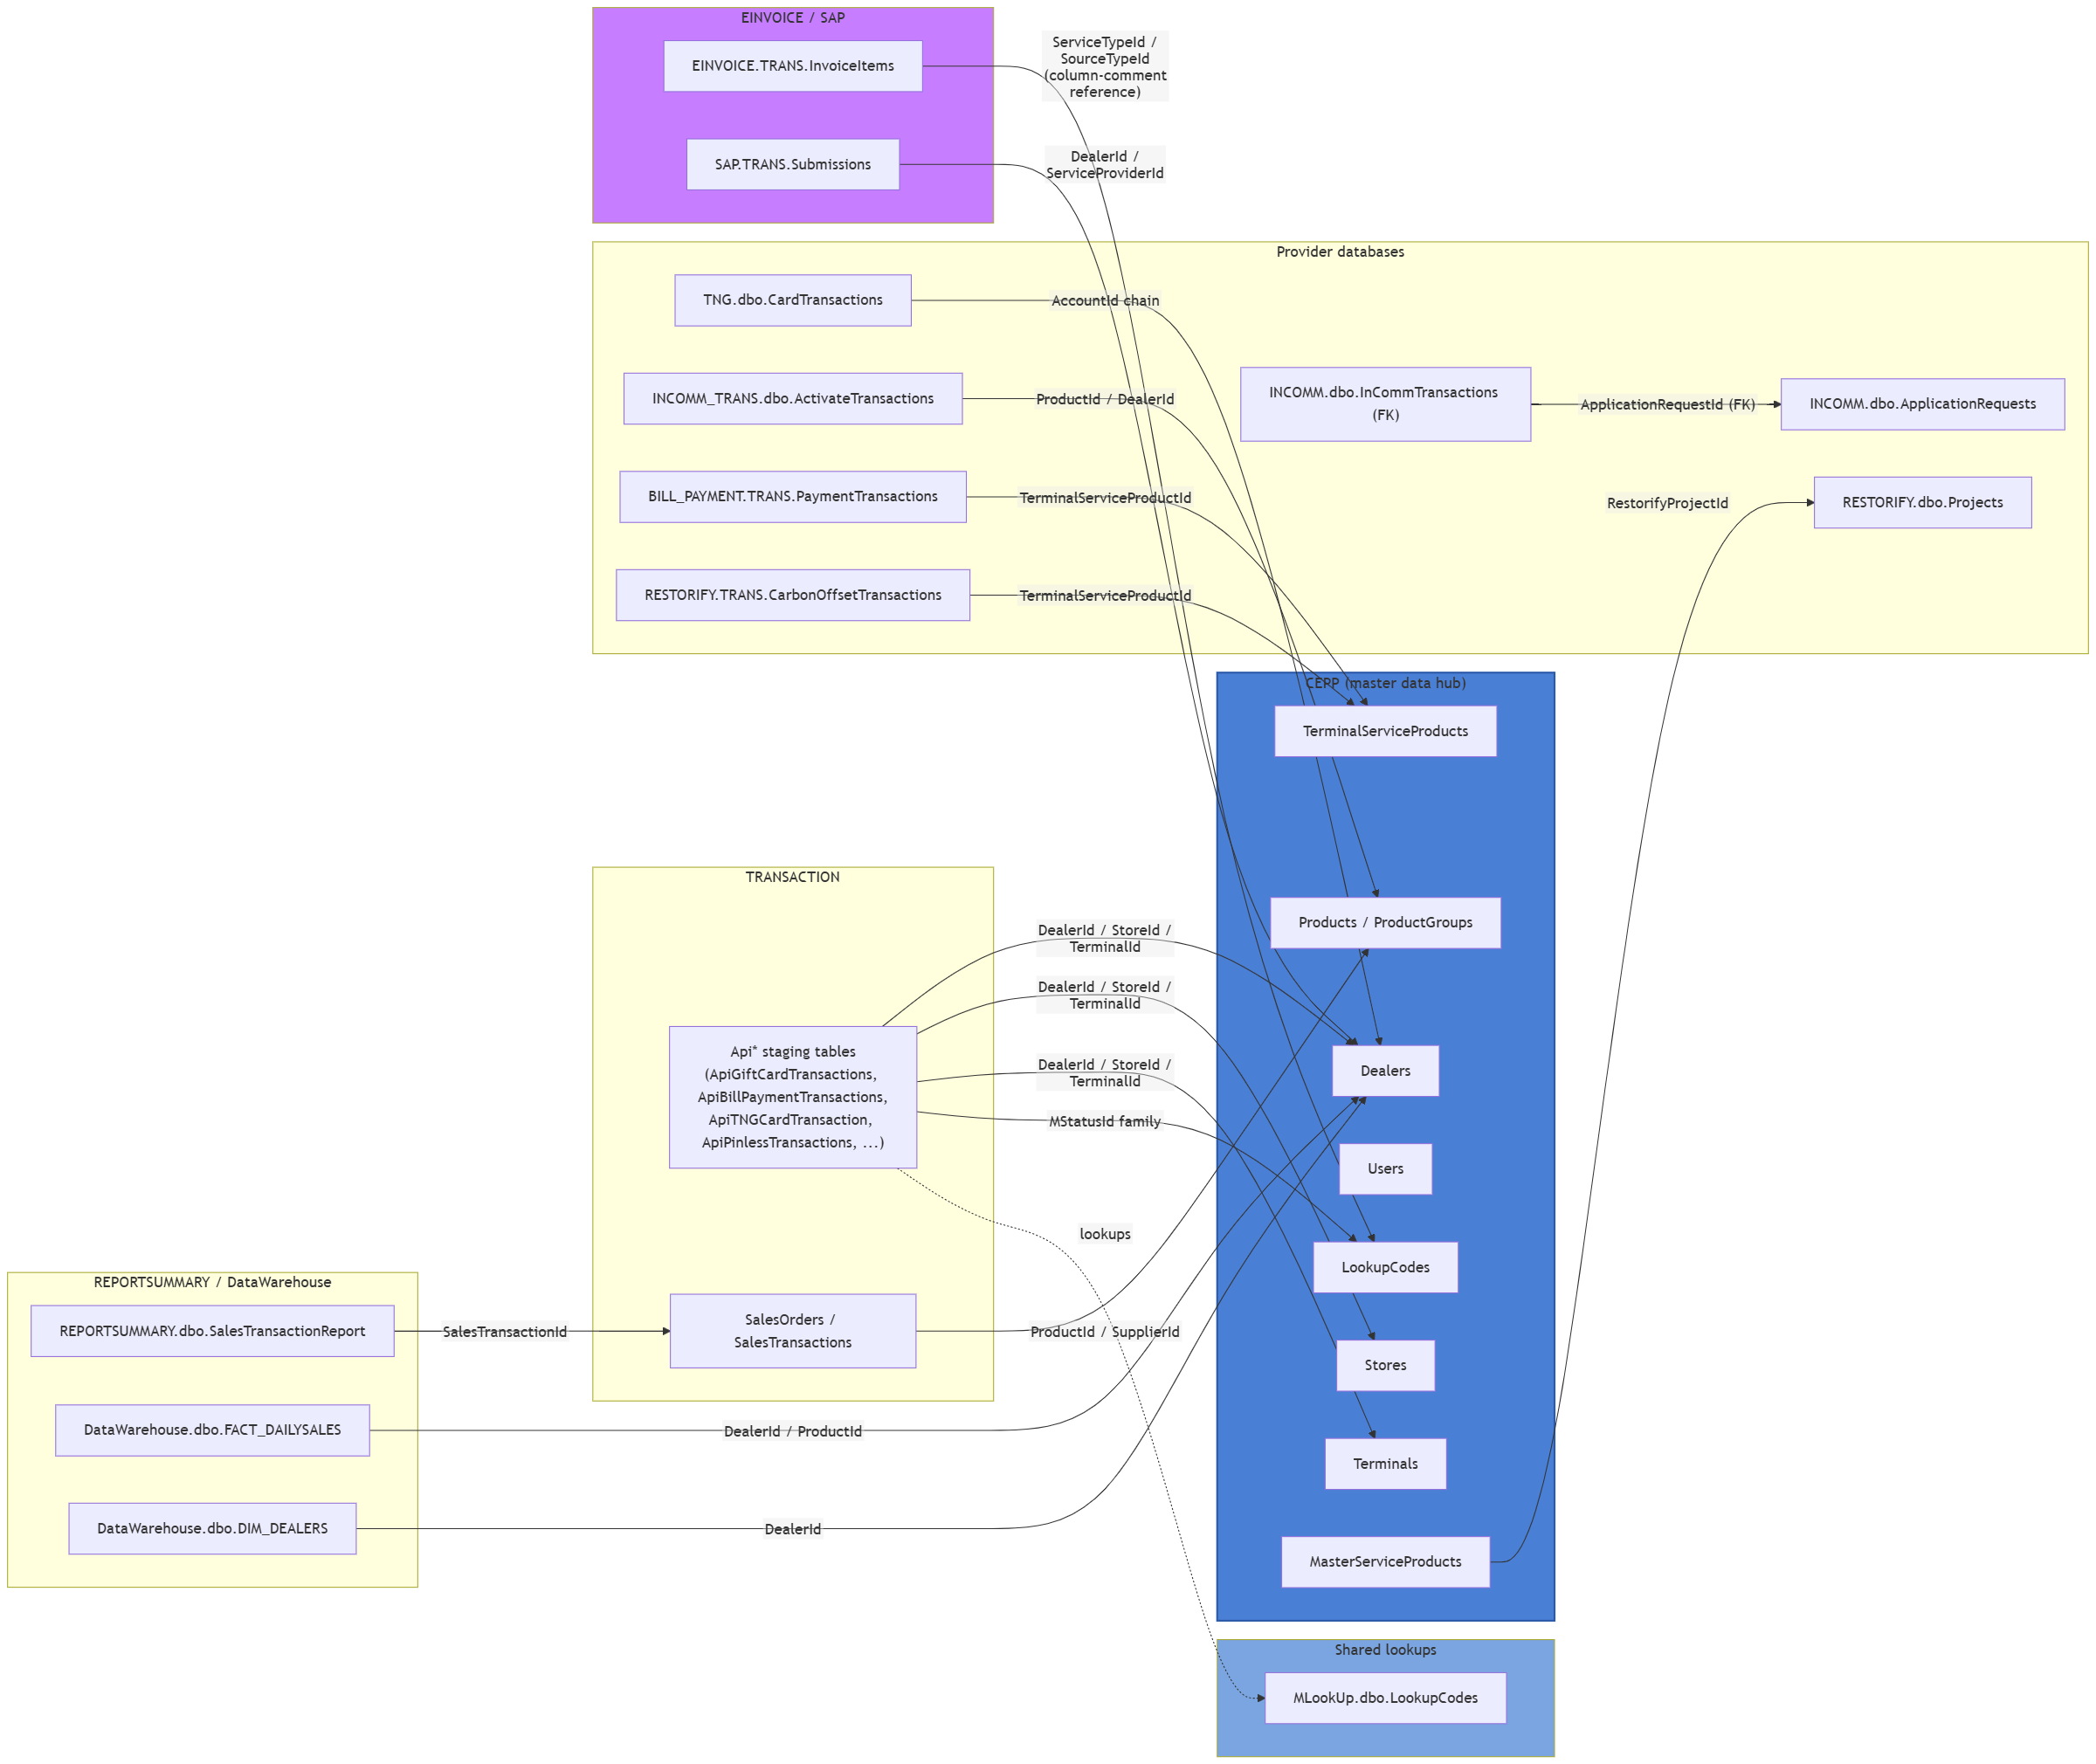 EINVOICE / SAP
EINVOICE.TRANS.InvoiceItems
SAP.TRANS.Submissions
ServiceTypeId /
SourceTypeId
(column-comment
reference)
DealerId /
ServiceProviderId
Provider databases
TNG.dbo.CardTransactions
AccountId chain
INCOMM_TRANS.dbo.ActivateTransactions
ProductId / DealerId
INCOMM.dbo.InCommTransactions
(FK)
ApplicationRequestId (FK)
INCOMM.dbo.ApplicationRequests
BILL_PAYMENT.TRANS.PaymentTransactions
TerminalServiceProductId
RestorifyProjectId
RESTORIFY.dbo.Projects
RESTORIFY.TRANS.CarbonOffsetTransactions
TerminalServiceProductId
CEPP (master data hub)
TerminalServiceProducts
Products / ProductGroups
Dealers
Users
LookupCodes
Stores
Terminals
MasterServiceProducts
TRANSACTION
Api* staging tables
(ApiGiftCardTransactions,
ApiBillPaymentTransactions,
ApiTNGCardTransaction,
ApiPinlessTransactions, ...)
DealerId / StoreId /
TerminalId
DealerId / StoreId /
TerminalId
DealerId / StoreId /
TerminalId
MStatusId family
lookups
SalesOrders /
SalesTransactions
ProductId / SupplierId
REPORTSUMMARY / DataWarehouse
REPORTSUMMARY.dbo.SalesTransactionReport
SalesTransactionId
DataWarehouse.dbo.FACT_DAILYSALES
DealerId / ProductId
DataWarehouse.dbo.DIM_DEALERS
DealerId
Shared lookups
MLookUp.dbo.LookupCodes